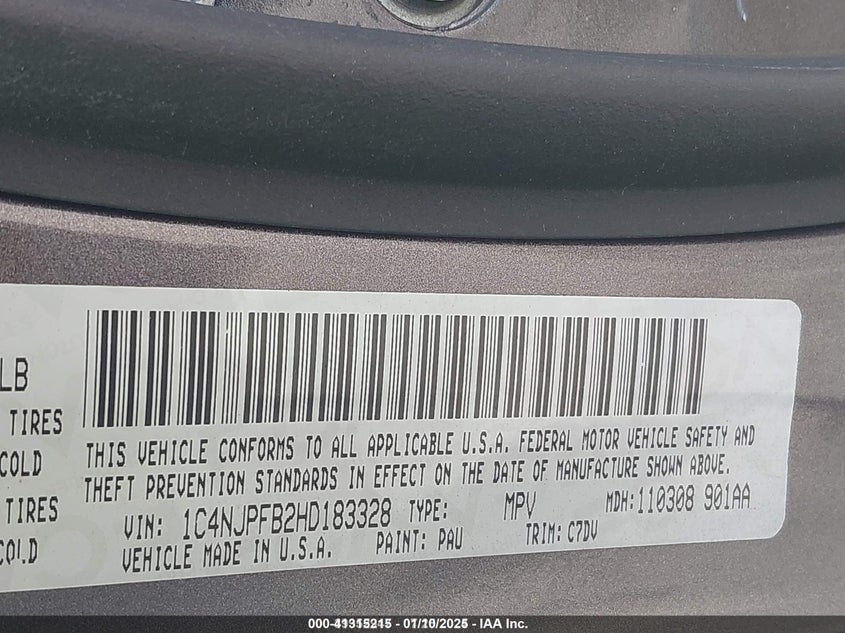 LB
TIRES
COLD
TIRES
COLD
THIS VEHICLE CONFORMS TO ALL APPLICABLE U.S.A. FEDERAL MOTOR VEHICLE SAFETY AND
THEFT PREVENTION STANDARDS IN EFFECT ON THE DATE OF MANUFACTURE SHOWN ABOVE.
VIN: 1C4NJPFB2HD183328 TYPE: MPV MDH:110308 901AA
VEHICLE MADE IN U.S.A. PAINT: PAU TRIM: C7DV
- IAA Inc.